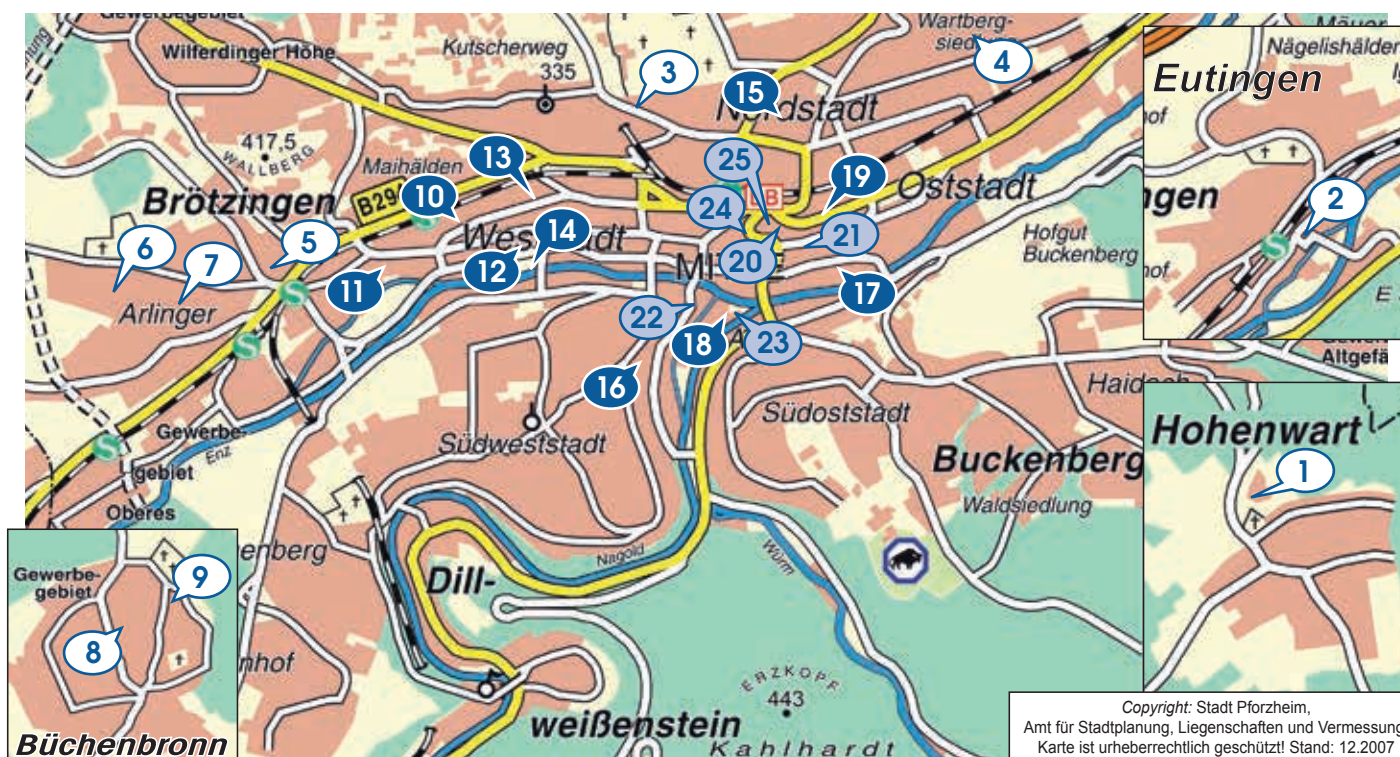 Gewerbegebiet
Wilferdinger Höhe
Kutscherweg
335
3
Wartberg-
4
15
Nordstadt
417,5
WALLBERG
Maihälden
13
25
19
Oststadt
Brötzingen
B294
10
24
6
7
5
Weststadt
14
20
21
Hofgut
Buckenberg
12
11
17
Arlinger
22
18
23
16
Südweststadt
Südoststadt
Haidach
Buckenberg
Waldsiedlung
Gewerbe-
gebiet
Enz
Oberes
Nagold
Würm
Dill-
weißenstein
ERZKOPF
443
Kahlhardt
Nägelishälden
Eutingen
2
Hohenwart
1
Gewerbe-
gebiet
9
8
Büchenbronn
Copyright: Stadt Pforzheim,
Amt für Stadtplanung, Liegenschaften und Vermessung
Karte ist urheberrechtlich geschützt! Stand: 12.2007